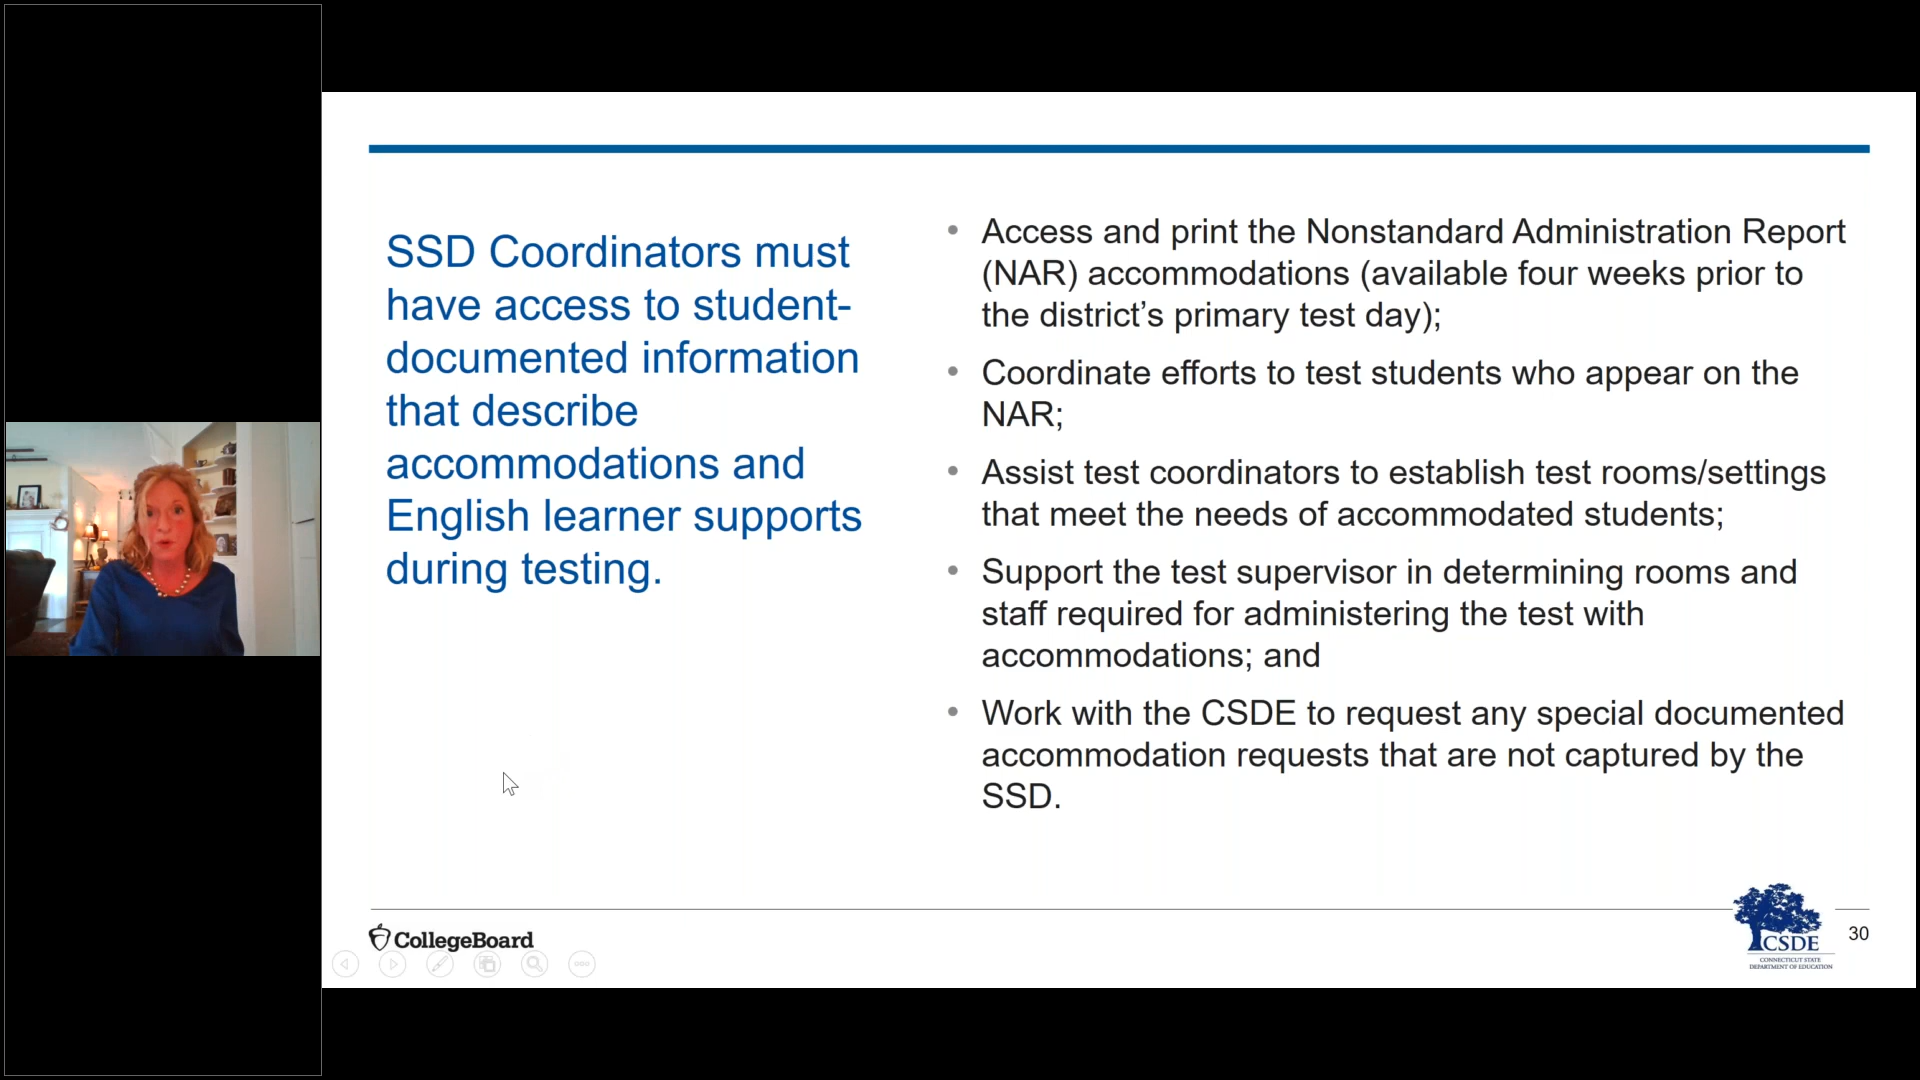 SSD Coordinators must
have access to student-
documented information
that describe
accommodations and
English learner supports
during testing.
• Access and print the Nonstandard Administration Report
(NAR) accommodations (available four weeks prior to
the district’s primary test day);
• Coordinate efforts to test students who appear on the
NAR;
• Assist test coordinators to establish test rooms/settings
that meet the needs of accommodated students;
• Support the test supervisor in determining rooms and
staff required for administering the test with
accommodations; and
• Work with the CSDE to request any special documented
accommodation requests that are not captured by the
SSD.
CollegeBoard
CSDE
CONNECTICUT STATE
DEPARTMENT OF EDUCATION
30